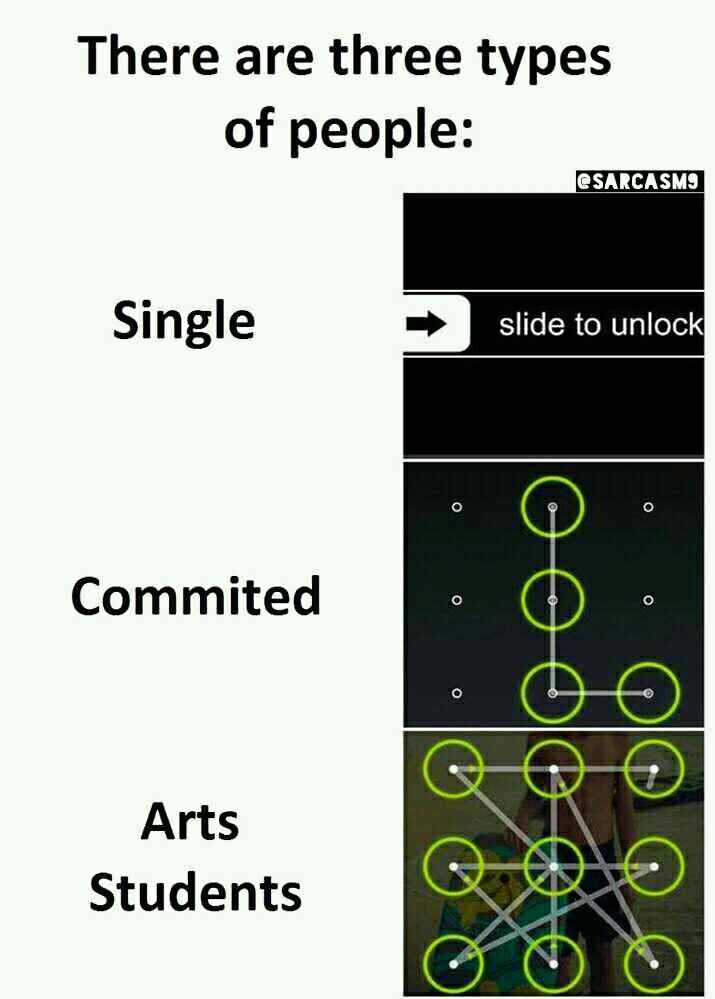 There are three types
of people:
@SARCASM9
Single
slide to unlock
Commited
Arts
Students